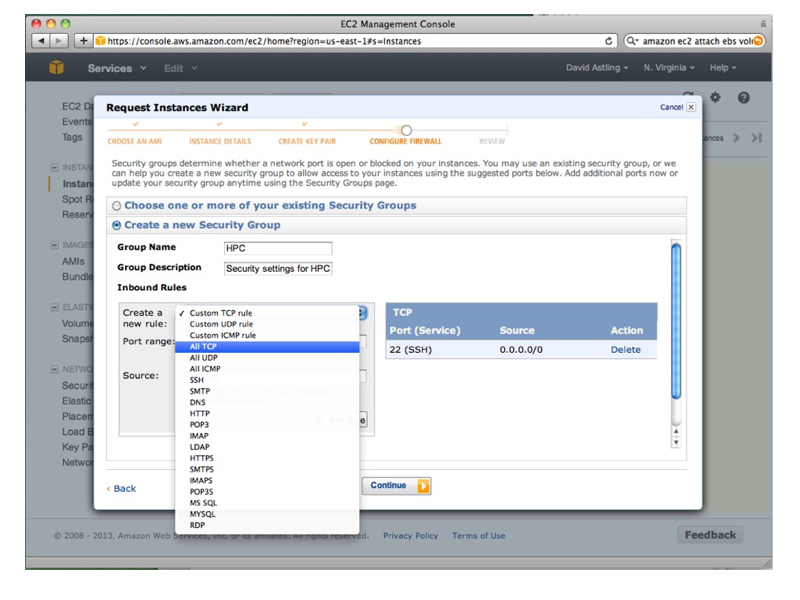 EC2 Management Console
https://console.aws.amazon.com/ec2/home?region=us-east-1#s=Instances
amazon ec2 attach ebs volu
Services Edit David Astling N. Virginia Help
EC2 Da
Events
Tags
INSTAN
Instan
Spot R
Reserv
IMAGES
AMIs
Bundle
ELASTI
Volume
Snapsh
NETWO
Securit
Elastic
Placem
Load B
Key Pa
Networ
ances
Request Instances Wizard
Cancel
CHOOSE AN AMI INSTANCE DETAILS CREATE KEY PAIR CONFIGURE FIREWALL REVIEW
Security groups determine whether a network port is open or blocked on your instances. You may use an existing security group, or we
can help you create a new security group to allow access to your instances using the suggested ports below. Add additional ports now or
update your security group anytime using the Security Groups page.
Choose one or more of your existing Security Groups
Create a new Security Group
Group Name HPC
Group Description Security settings for HPC
Inbound Rules
Create a
new rule:
Port range:
Source:
✓ Custom TCP rule
Custom UDP rule
Custom ICMP rule
All TCP
All UDP
All ICMP
SSH
SMTP
DNS
HTTP
POP3
IMAP
LDAP
HTTPS
SMTPS
IMAPS
POP3S
MS SQL
MYSQL
RDP
TCP
Port (Service) Source Action
22 (SSH) 0.0.0.0/0 Delete
< Back
Continue
© 2008 - 2013, Amazon Web Services, Inc. or its affiliates. All rights reserved. Privacy Policy Terms of Use
Feedback